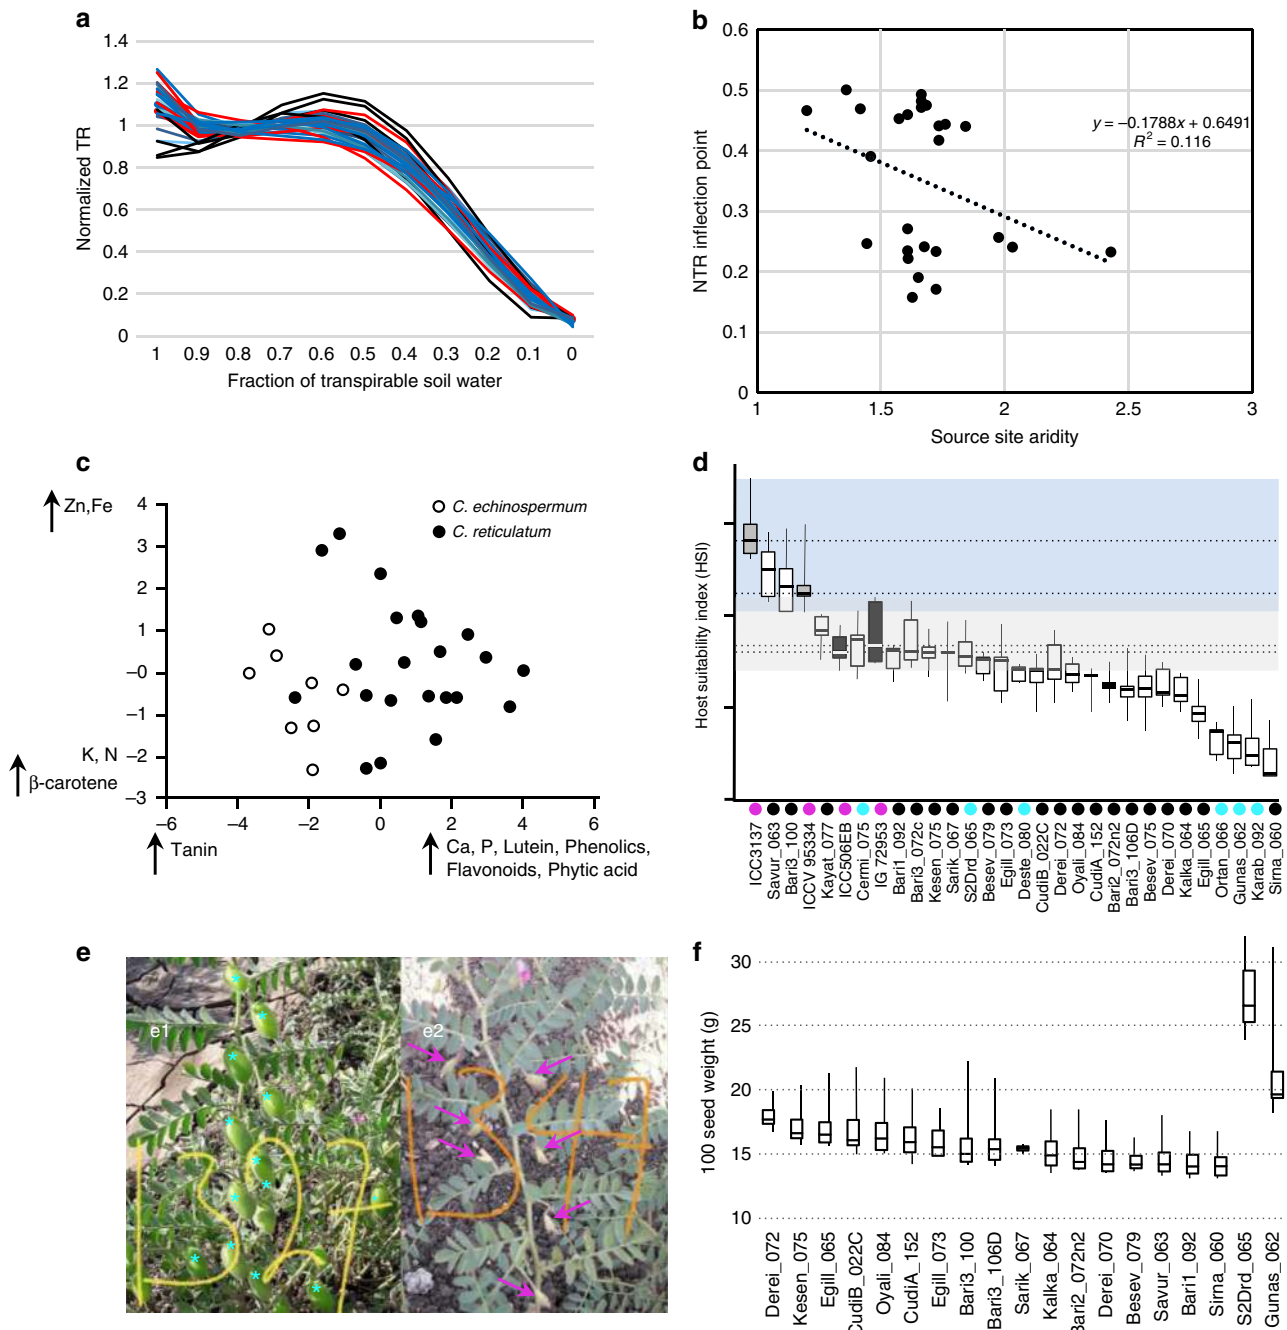 a
Normalized TR
1.4
1.2
1
0.8
0.6
0.4
0.2
0
1 0.9 0.8 0.7 0.6 0.5 0.4 0.3 0.2 0.1 0
Fraction of transpirable soil water
b
NTR inflection point
0.6
0.5
0.4
0.3
0.2
0.1
0
y = −0.1788x + 0.6491
R² = 0.116
1 1.5 2 2.5 3
Source site aridity
c
Zn,Fe
4
3
2
1
−0
−1
−2
−3
K, N
β-carotene
C. echinospermum
C. reticulatum
−6 −4 −2 0 2 4 6
Tanin
Ca, P, Lutein, Phenolics,
Flavonoids, Phytic acid
d
Host suitability index (HSI)
ICC3137
Savur_063
Bari3_100
ICCV 95334
Kayat_077
ICC506EB
Cermi_075
IG 72953
Bari1_092
Bari3_072c
Kesen_075
Sarik_067
S2Drd_065
Besev_079
Egill_073
Deste_080
CudiB_022C
Derei_072
Oyali_084
CudiA_152
Bari2_072n2
Bari3_106D
Besev_075
Derei_070
Kalka_064
Egill_065
Ortan_066
Gunas_062
Karab_092
Sirna_060
e
e1
1327
e2
1347
f
100 seed weight (g)
30
25
20
15
10
Derei_072
Kesen_075
Egill_065
CudiB_022C
Oyali_084
CudiA_152
Egill_073
Bari3_100
Bari3_106D
Sarik_067
Kalka_064
Bari2_072n2
Derei_070
Besev_079
Savur_063
Bari1_092
Sirna_060
S2Drd_065
Gunas_062